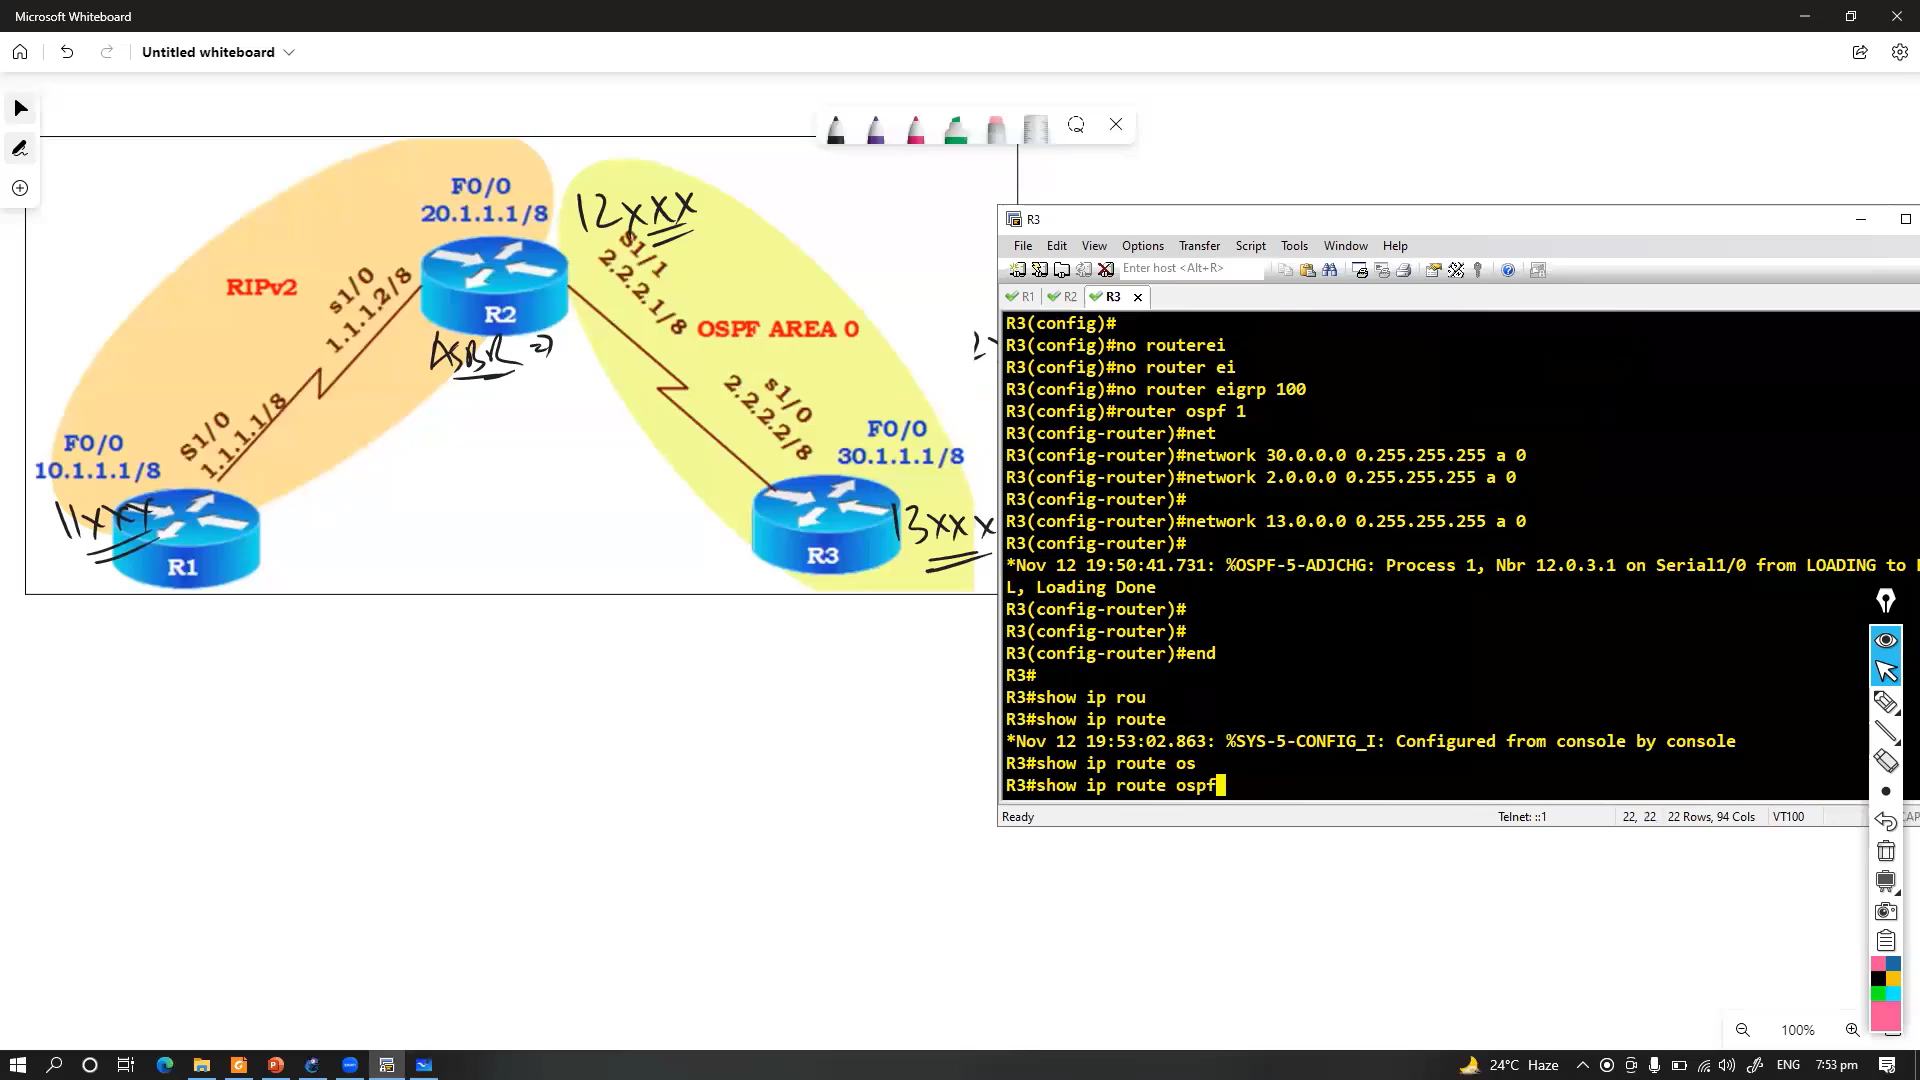 Microsoft Whiteboard
Untitled whiteboard
F0/0
20.1.1.1/8
12xxx
RIPv2
s1/0
1.1.1.2/8
S1/1
2.2.2.1/8
R2
OSPF AREA 0
ASBR
S1/0
1.1.1.1/8
s1/0
2.2.2.2/8
F0/0
10.1.1.1/8
F0/0
30.1.1.1/8
11xxx
13xxx
R1
R3
R3
File Edit View Options Transfer Script Tools Window Help
Enter host <Alt+R>
R1 R2 R3
R3(config)#
R3(config)#no routerei
R3(config)#no router ei
R3(config)#no router eigrp 100
R3(config)#router ospf 1
R3(config-router)#net
R3(config-router)#network 30.0.0.0 0.255.255.255 a 0
R3(config-router)#network 2.0.0.0 0.255.255.255 a 0
R3(config-router)#
R3(config-router)#network 13.0.0.0 0.255.255.255 a 0
R3(config-router)#
*Nov 12 19:50:41.731: %OSPF-5-ADJCHG: Process 1, Nbr 12.0.3.1 on Serial1/0 from LOADING to
L, Loading Done
R3(config-router)#
R3(config-router)#
R3(config-router)#end
R3#
R3#show ip rou
R3#show ip route
*Nov 12 19:53:02.863: %SYS-5-CONFIG_I: Configured from console by console
R3#show ip route os
R3#show ip route ospf
Ready Telnet: ::1 22, 22 22 Rows, 94 Cols VT100
100%
24°C Haze ENG 7:53 pm